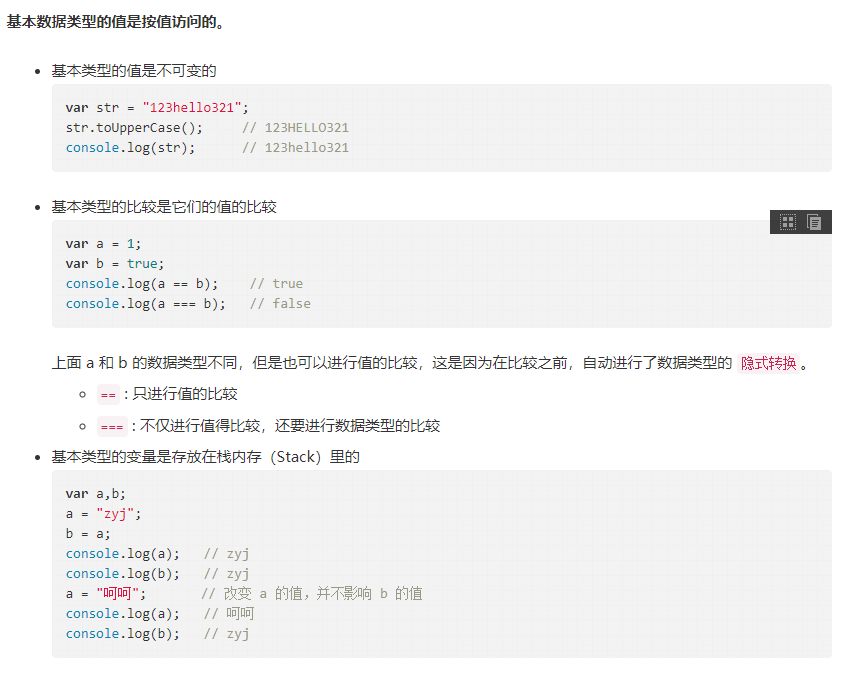 基本数据类型的值是按值访问的。
基本类型的值是不可变的
var str = "123hello321";
str.toUpperCase();     // 123HELLO321
console.log(str);      // 123hello321
基本类型的比较是它们的值的比较
var a = 1;
var b = true;
console.log(a == b);    // true
console.log(a === b);   // false
上面 a 和 b 的数据类型不同，但是也可以进行值的比较，这是因为在比较之前，自动进行了数据类型的 隐式转换。
== : 只进行值的比较
=== : 不仅进行值得比较，还要进行数据类型的比较
基本类型的变量是存放在栈内存（Stack）里的
var a,b;
a = "zyj";
b = a;
console.log(a);   // zyj
console.log(b);   // zyj
a = "呵呵";       // 改变 a 的值，并不影响 b 的值
console.log(a);   // 呵呵
console.log(b);   // zyj